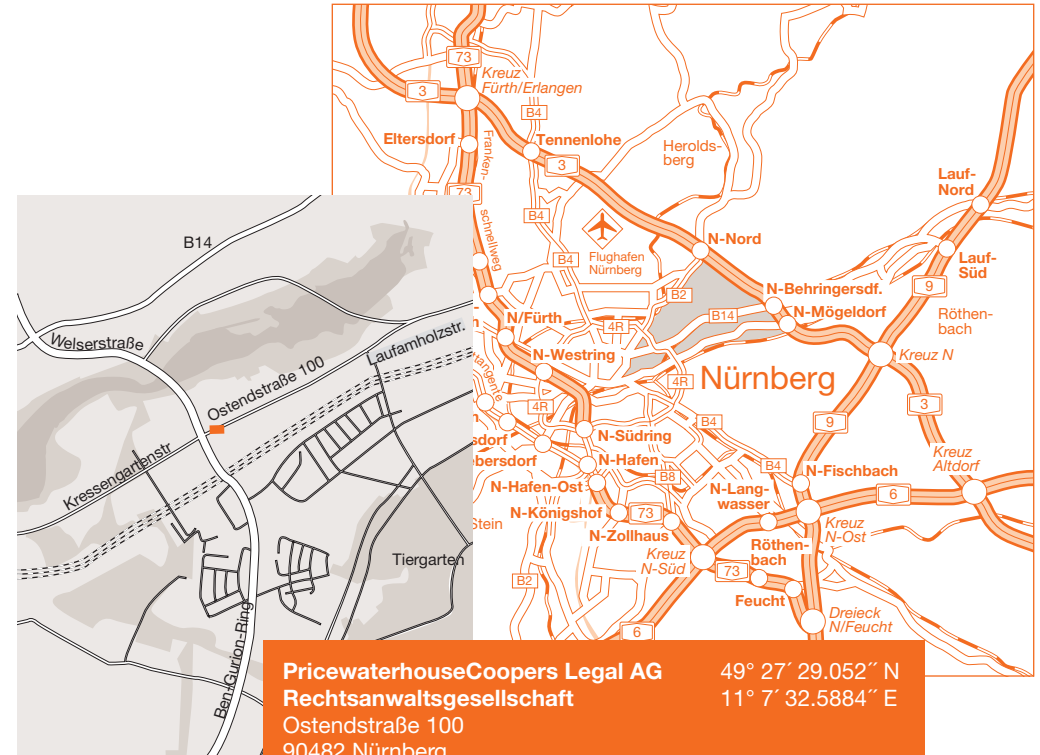 73
Kreuz
Fürth/Erlangen
3
B4
Eltersdorf
Franken-
schnellweg
Tennenlohe
3
Herolds-
berg
73
Lauf-
Nord
B4
N-Nord
Flughafen
Nürnberg
B4
Lauf-
Süd
9
B2
N-Behringersdf.
B14
N-Mögeldorf
Röthen-
bach
N/Fürth
4R
N-Westring
Kreuz N
tangente
4R
Nürnberg
4R
3
B4
9
N-Südring
sdorf
ebersdorf
N-Hafen
B8
B4
N-Fischbach
Kreuz
Altdorf
N-Hafen-Ost
N-Lang-
wasser
6
N-Königshof
73
Stein
N-Zollhaus
Kreuz
N-Ost
Kreuz
N-Süd
Röthen-
bach
73
B2
Feucht
6
Dreieck
N/Feucht
B14
Welserstraße
Laufamholzstr.
Ostendstraße 100
Kressengartenstr
Tiergarten
Ben-Gurion-Ring
PricewaterhouseCoopers Legal AG
Rechtsanwaltsgesellschaft
Ostendstraße 100
90482 Nürnberg
49° 27´ 29.052˝ N
11° 7´ 32.5884˝ E